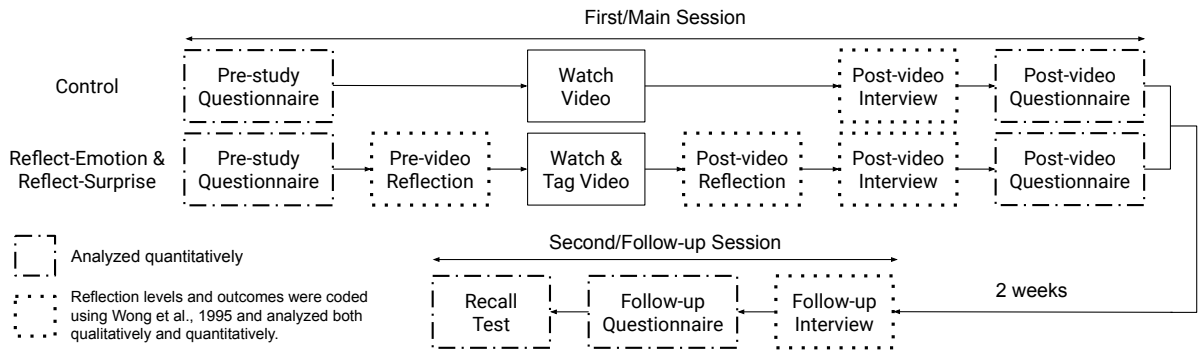 First/Main Session
Control
Pre-study
Questionnaire
Watch
Video
Post-video
Interview
Post-video
Questionnaire
Reflect-Emotion &
Reflect-Surprise
Pre-study
Questionnaire
Pre-video
Reflection
Watch &
Tag Video
Post-video
Reflection
Post-video
Interview
Post-video
Questionnaire
Analyzed quantitatively
Reflection levels and outcomes were coded
using Wong et al., 1995 and analyzed both
qualitatively and quantitatively.
Second/Follow-up Session
Recall
Test
Follow-up
Questionnaire
Follow-up
Interview
2 weeks